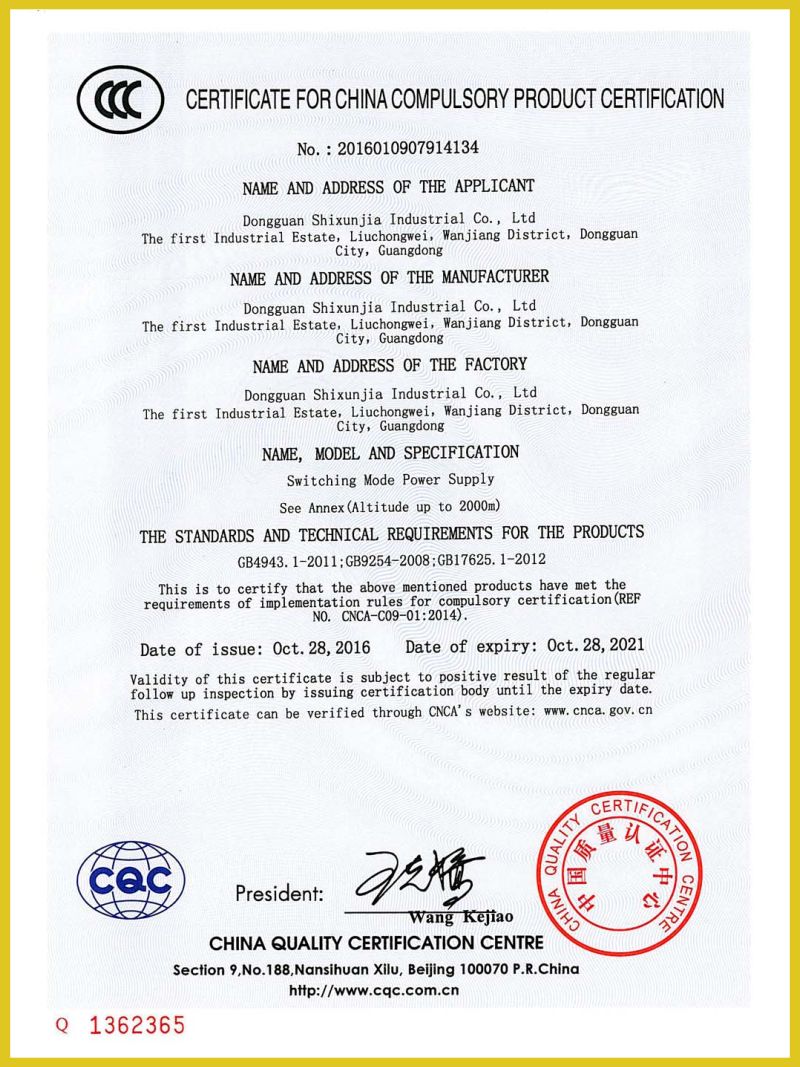 CCC
CERTIFICATE FOR CHINA COMPULSORY PRODUCT CERTIFICATION
No. : 2016010907914134
NAME AND ADDRESS OF THE APPLICANT
Dongguan Shixunjia Industrial Co., Ltd
The first Industrial Estate, Liuchongwei, Wanjiang District, Dongguan
City, Guangdong
NAME AND ADDRESS OF THE MANUFACTURER
Dongguan Shixunjia Industrial Co., Ltd
The first Industrial Estate, Liuchongwei, Wanjiang District, Dongguan
City, Guangdong
NAME AND ADDRESS OF THE FACTORY
Dongguan Shixunjia Industrial Co., Ltd
The first Industrial Estate, Liuchongwei, Wanjiang District, Dongguan
City, Guangdong
NAME, MODEL AND SPECIFICATION
Switching Mode Power Supply
See Annex(Altitude up to 2000m)
THE STANDARDS AND TECHNICAL REQUIREMENTS FOR THE PRODUCTS
GB4943.1-2011;GB9254-2008;GB17625.1-2012
This is to certify that the above mentioned products have met the
requirements of implementation rules for compulsory certification(REF
NO. CNCA-C09-01:2014).
Date of issue: Oct.28,2016 Date of expiry: Oct.28,2021
Validity of this certificate is subject to positive result of the regular
follow up inspection by issuing certification body until the expiry date.
This certificate can be verified through CNCA's website: www.cnca.gov.cn
CQC
President:
Wang Kejiao
CHINA QUALITY CERTIFICATION CENTRE
中国质量认证中心
CHINA QUALITY CERTIFICATION CENTRE
Section 9,No.188,Nansihuan Xilu, Beijing 100070 P.R.China
http://www.cqc.com.cn
Q 1362365